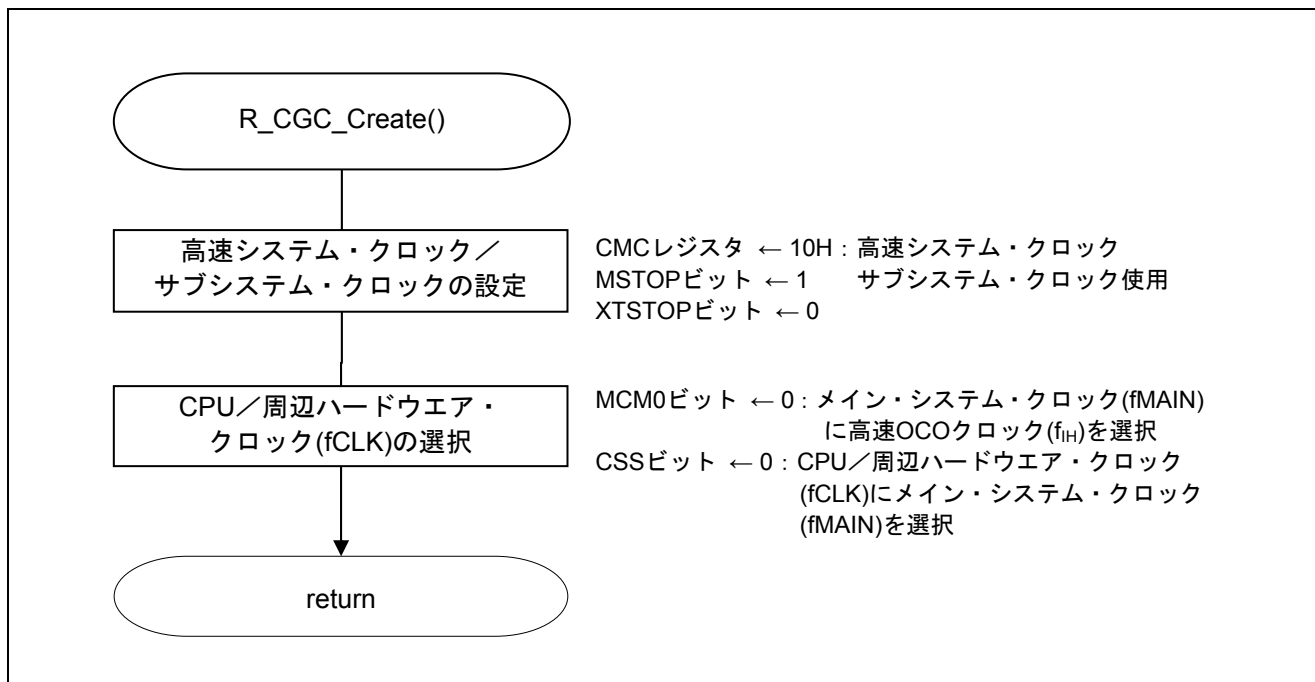 R_CGC_Create()
高速システム・クロック／
サブシステム・クロックの設定
CMCレジスタ ← 10H : 高速システム・クロック
MSTOPビット ← 1 サブシステム・クロック使用
XTSTOPビット ← 0
CPU／周辺ハードウエア・
クロック(fCLK)の選択
MCM0ビット ← 0 : メイン・システム・クロック(fMAIN)
に高速OCOクロック(fIH)を選択
CSSビット ← 0 : CPU／周辺ハードウエア・クロック
(fCLK)にメイン・システム・クロック
(fMAIN)を選択
return